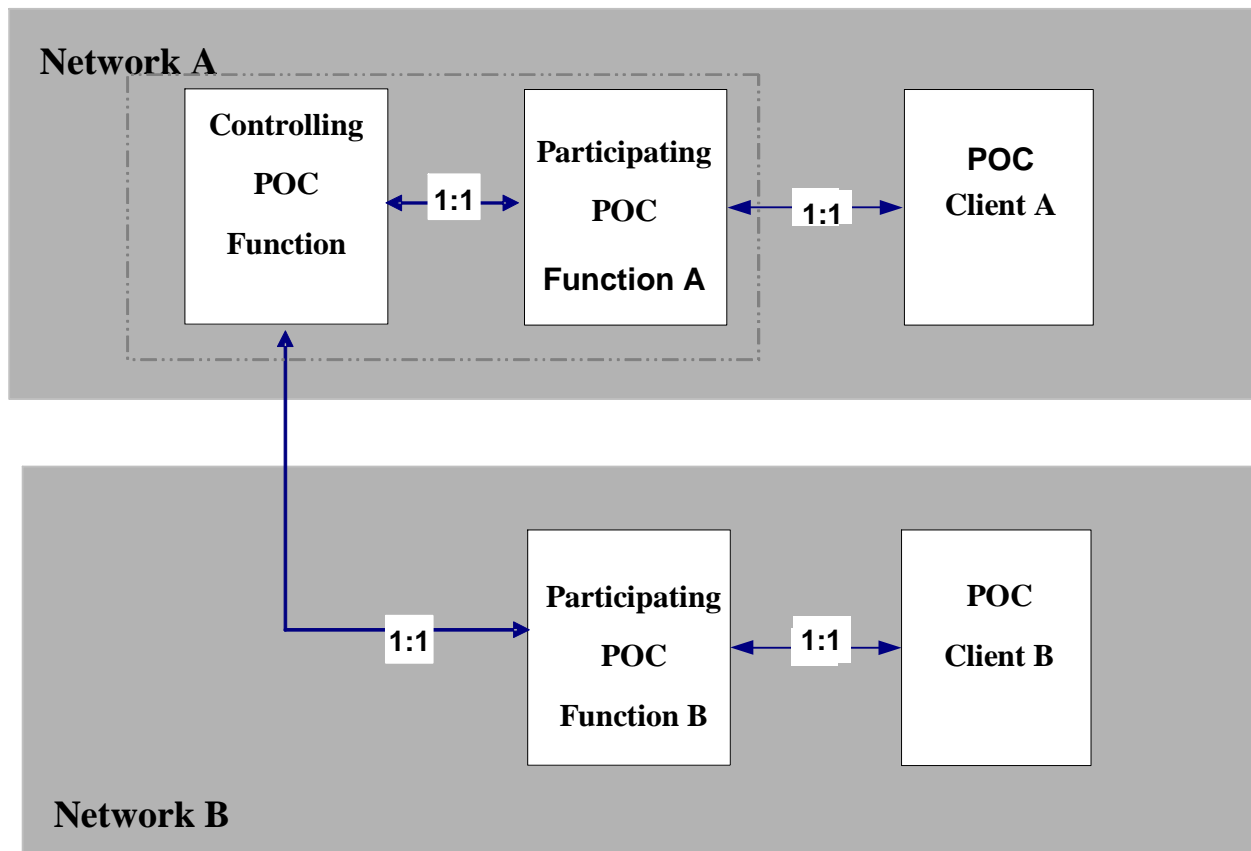 Network A
Controlling
POC
Function
1:1
Participating
POC
Function A
1:1
POC
Client A
1:1
Participating
POC
Function B
1:1
POC
Client B
Network B